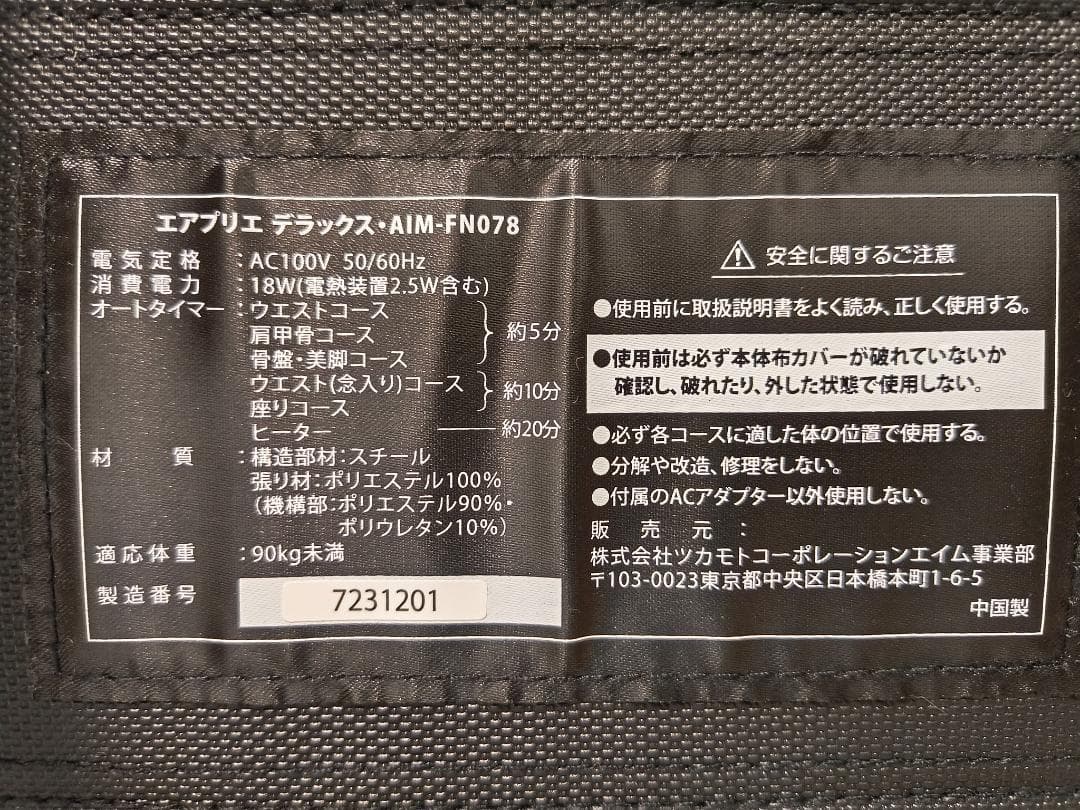 エアプリエ デラックス・AIM-FN078
電気定格 ：AC100V 50/60Hz
消費電力 ：18W(電熱装置2.5W含む)
オートタイマー：ウエストコース
肩甲骨コース
骨盤・美脚コース
約5分
ウエスト(念入り)コース
座りコース
約10分
ヒーター 約20分
材質 ：構造部材：スチール
張り材：ポリエステル100%
(機構部：ポリエステル90%・
ポリウレタン10%)
適応体重 ：90kg未満
製造番号 7231201
安全に関するご注意
●使用前に取扱説明書をよく読み、正しく使用する。
●使用前は必ず本体布カバーが破れていないか
確認し、破れたり、外した状態で使用しない。
●必ず各コースに適した体の位置で使用する。
●分解や改造、修理をしない。
●付属のACアダプター以外使用しない。
販売元：
株式会社ツカモトコーポレーションエイム事業部
〒103-0023東京都中央区日本橋本町1-6-5
中国製